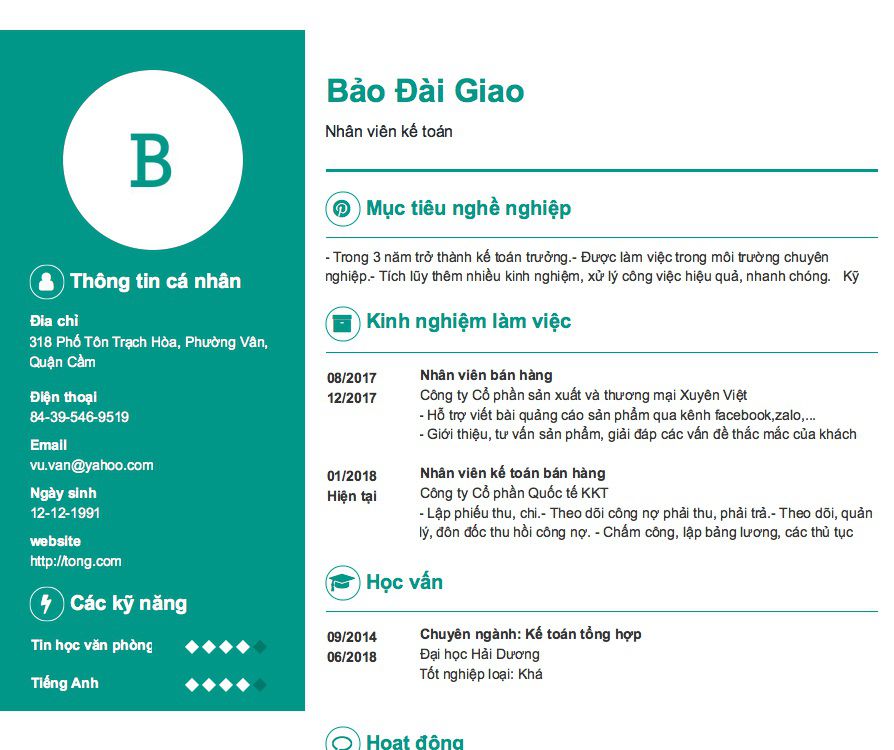 B
Thông tin cá nhân
Địa chỉ
318 Phố Tôn Trạch Hòa, Phường Vân,
Quận Cầm
Điện thoại
84-39-546-9519
Email
vu.van@yahoo.com
Ngày sinh
12-12-1991
website
http://tong.com
Các kỹ năng
Tin học văn phòng
Tiếng Anh
Bảo Đài Giao
Nhân viên kế toán
Mục tiêu nghề nghiệp
- Trong 3 năm trở thành kế toán trưởng.- Được làm việc trong môi trường chuyên
nghiệp.- Tích lũy thêm nhiều kinh nghiệm, xử lý công việc hiệu quả, nhanh chóng. Kỹ
Kinh nghiệm làm việc
08/2017
12/2017
Nhân viên bán hàng
Công ty Cổ phần sản xuất và thương mại Xuyên Việt
- Hỗ trợ viết bài quảng cáo sản phẩm qua kênh facebook,zalo,...
- Giới thiệu, tư vấn sản phẩm, giải đáp các vấn đề thắc mắc của khách
01/2018
Hiện tại
Nhân viên kế toán bán hàng
Công ty Cổ phần Quốc tế KKT
- Lập phiếu thu, chi.- Theo dõi công nợ phải thu, phải trả.- Theo dõi, quản
lý, đôn đốc thu hồi công nợ. - Chấm công, lập bảng lương, các thủ tục
Học vấn
09/2014
06/2018
Chuyên ngành: Kế toán tổng hợp
Đại học Hải Dương
Tốt nghiệp loại: Khá
Hoạt động